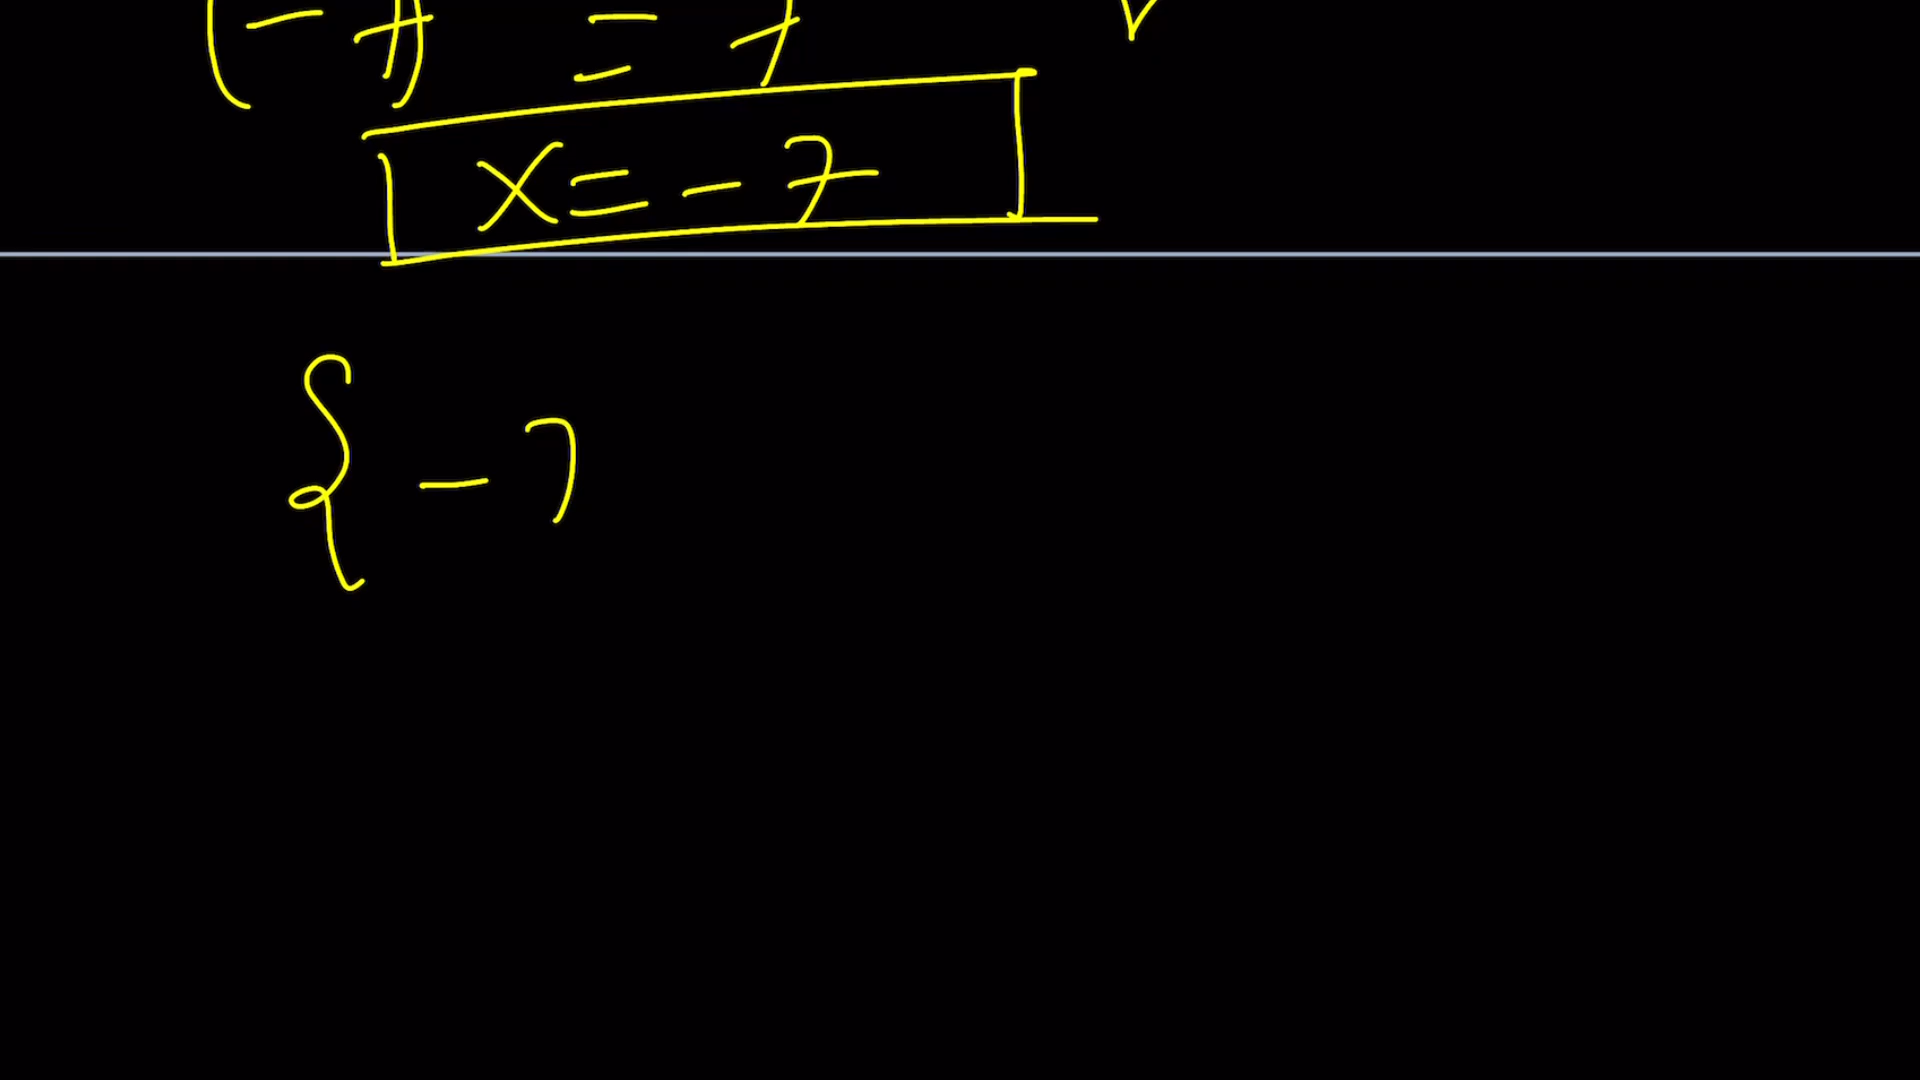 (-7) = 7
x = - 7
{ - 7